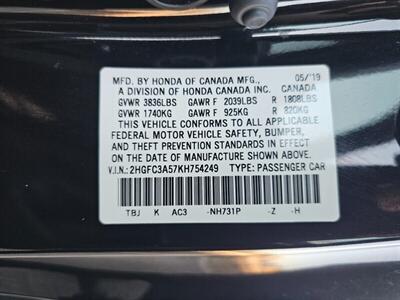 MFD. BY HONDA OF CANADA MFG., 05/19
A DIVISION OF HONDA CANADA INC. CANADA
GVWR 3836LBS GAWR F 2039LBS R 1808LBS
GVWR 1740KG GAWR F 925KG R 820KG
THIS VEHICLE CONFORMS TO ALL APPLICABLE
FEDERAL MOTOR VEHICLE SAFETY, BUMPER,
AND THEFT PREVENTION STANDARDS IN EFFECT
ON THE DATE OF MANUFACTURE SHOWN ABOVE.
V.I.N.: 2HGFC3A57KH754249 TYPE: PASSENGER CAR
TBJ K AC3 -NH731P -Z -H